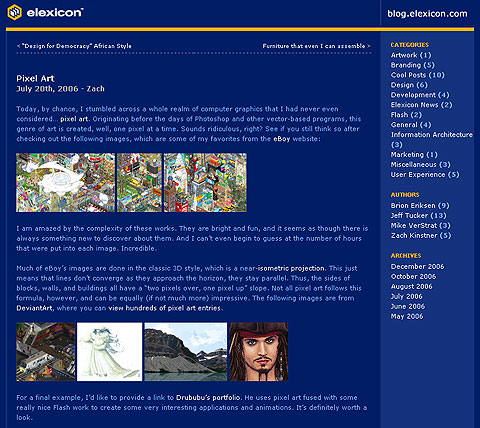 elexicon™
blog.elexicon.com
< "Design for Democracy" African Style
Furniture that even I can assemble >
Pixel Art
July 20th, 2006 - Zach
Today, by chance, I stumbled across a whole realm of computer graphics that I had never even
considered... pixel art. Originating before the days of Photoshop and other vector-based programs, this
genre of art is created, well, one pixel at a time. Sounds ridiculous, right? See if you still think so after
checking out the following images, which are some of my favorites from the eBoy website:
I am amazed by the complexity of these works. They are bright and fun, and it seems as though there is
always something new to discover about them. And I can't even begin to guess at the number of hours
that were put into each image. Incredible.
Much of eBoy's images are done in the classic 3D style, which is a near-isometric projection. This just
means that lines don't converge as they approach the horizon, they stay parallel. Thus, the sides of
blocks, walls, and buildings all have a "two pixels over, one pixel up" slope. Not all pixel art follows this
formula, however, and can be equally (if not much more) impressive. The following images are from
DeviantArt, where you can view hundreds of pixel art entries.
For a final example, I'd like to provide a link to Drububu's portfolio. He uses pixel art fused with some
really nice Flash work to create some very interesting applications and animations. It's definitely worth a
look.
CATEGORIES
Artwork (1)
Branding (5)
Cool Posts (10)
Design (6)
Development (4)
Elexicon News (2)
Flash (2)
General (4)
Information Architecture
(3)
Marketing (1)
Miscellaneous (3)
User Experience (5)
AUTHORS
Brion Eriksen (9)
Jeff Tucker (13)
Mike VerStrat (3)
Zach Kinstner (5)
ARCHIVES
December 2006
October 2006
August 2006
July 2006
June 2006
May 2006